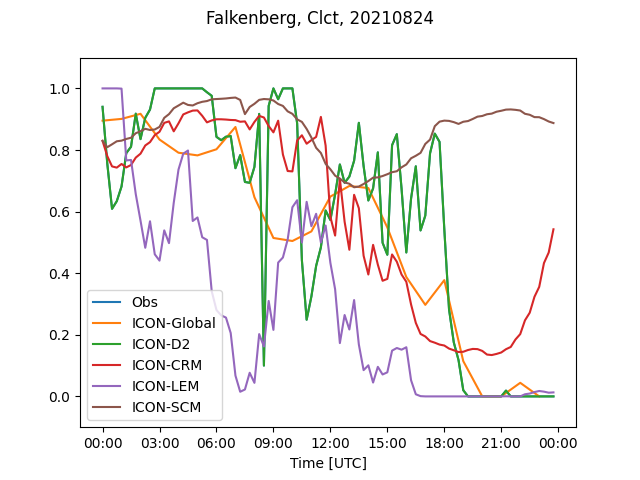 Falkenberg, Clct, 20210824
1.0
0.8
0.6
0.4
0.2
0.0
Obs
ICON-Global
ICON-D2
ICON-CRM
ICON-LEM
ICON-SCM
00:00 03:00 06:00 09:00 12:00 15:00 18:00 21:00 00:00
Time [UTC]